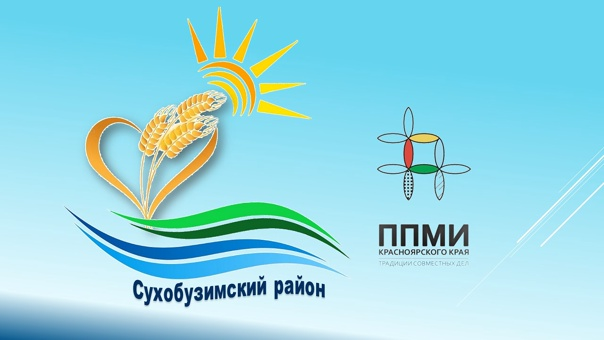 Сухобузимский район
ППМИ
КРАСНОЯРСКОГО КРАЯ
ТРАДИЦИИ СОВМЕСТНЫХ ДЕЛ